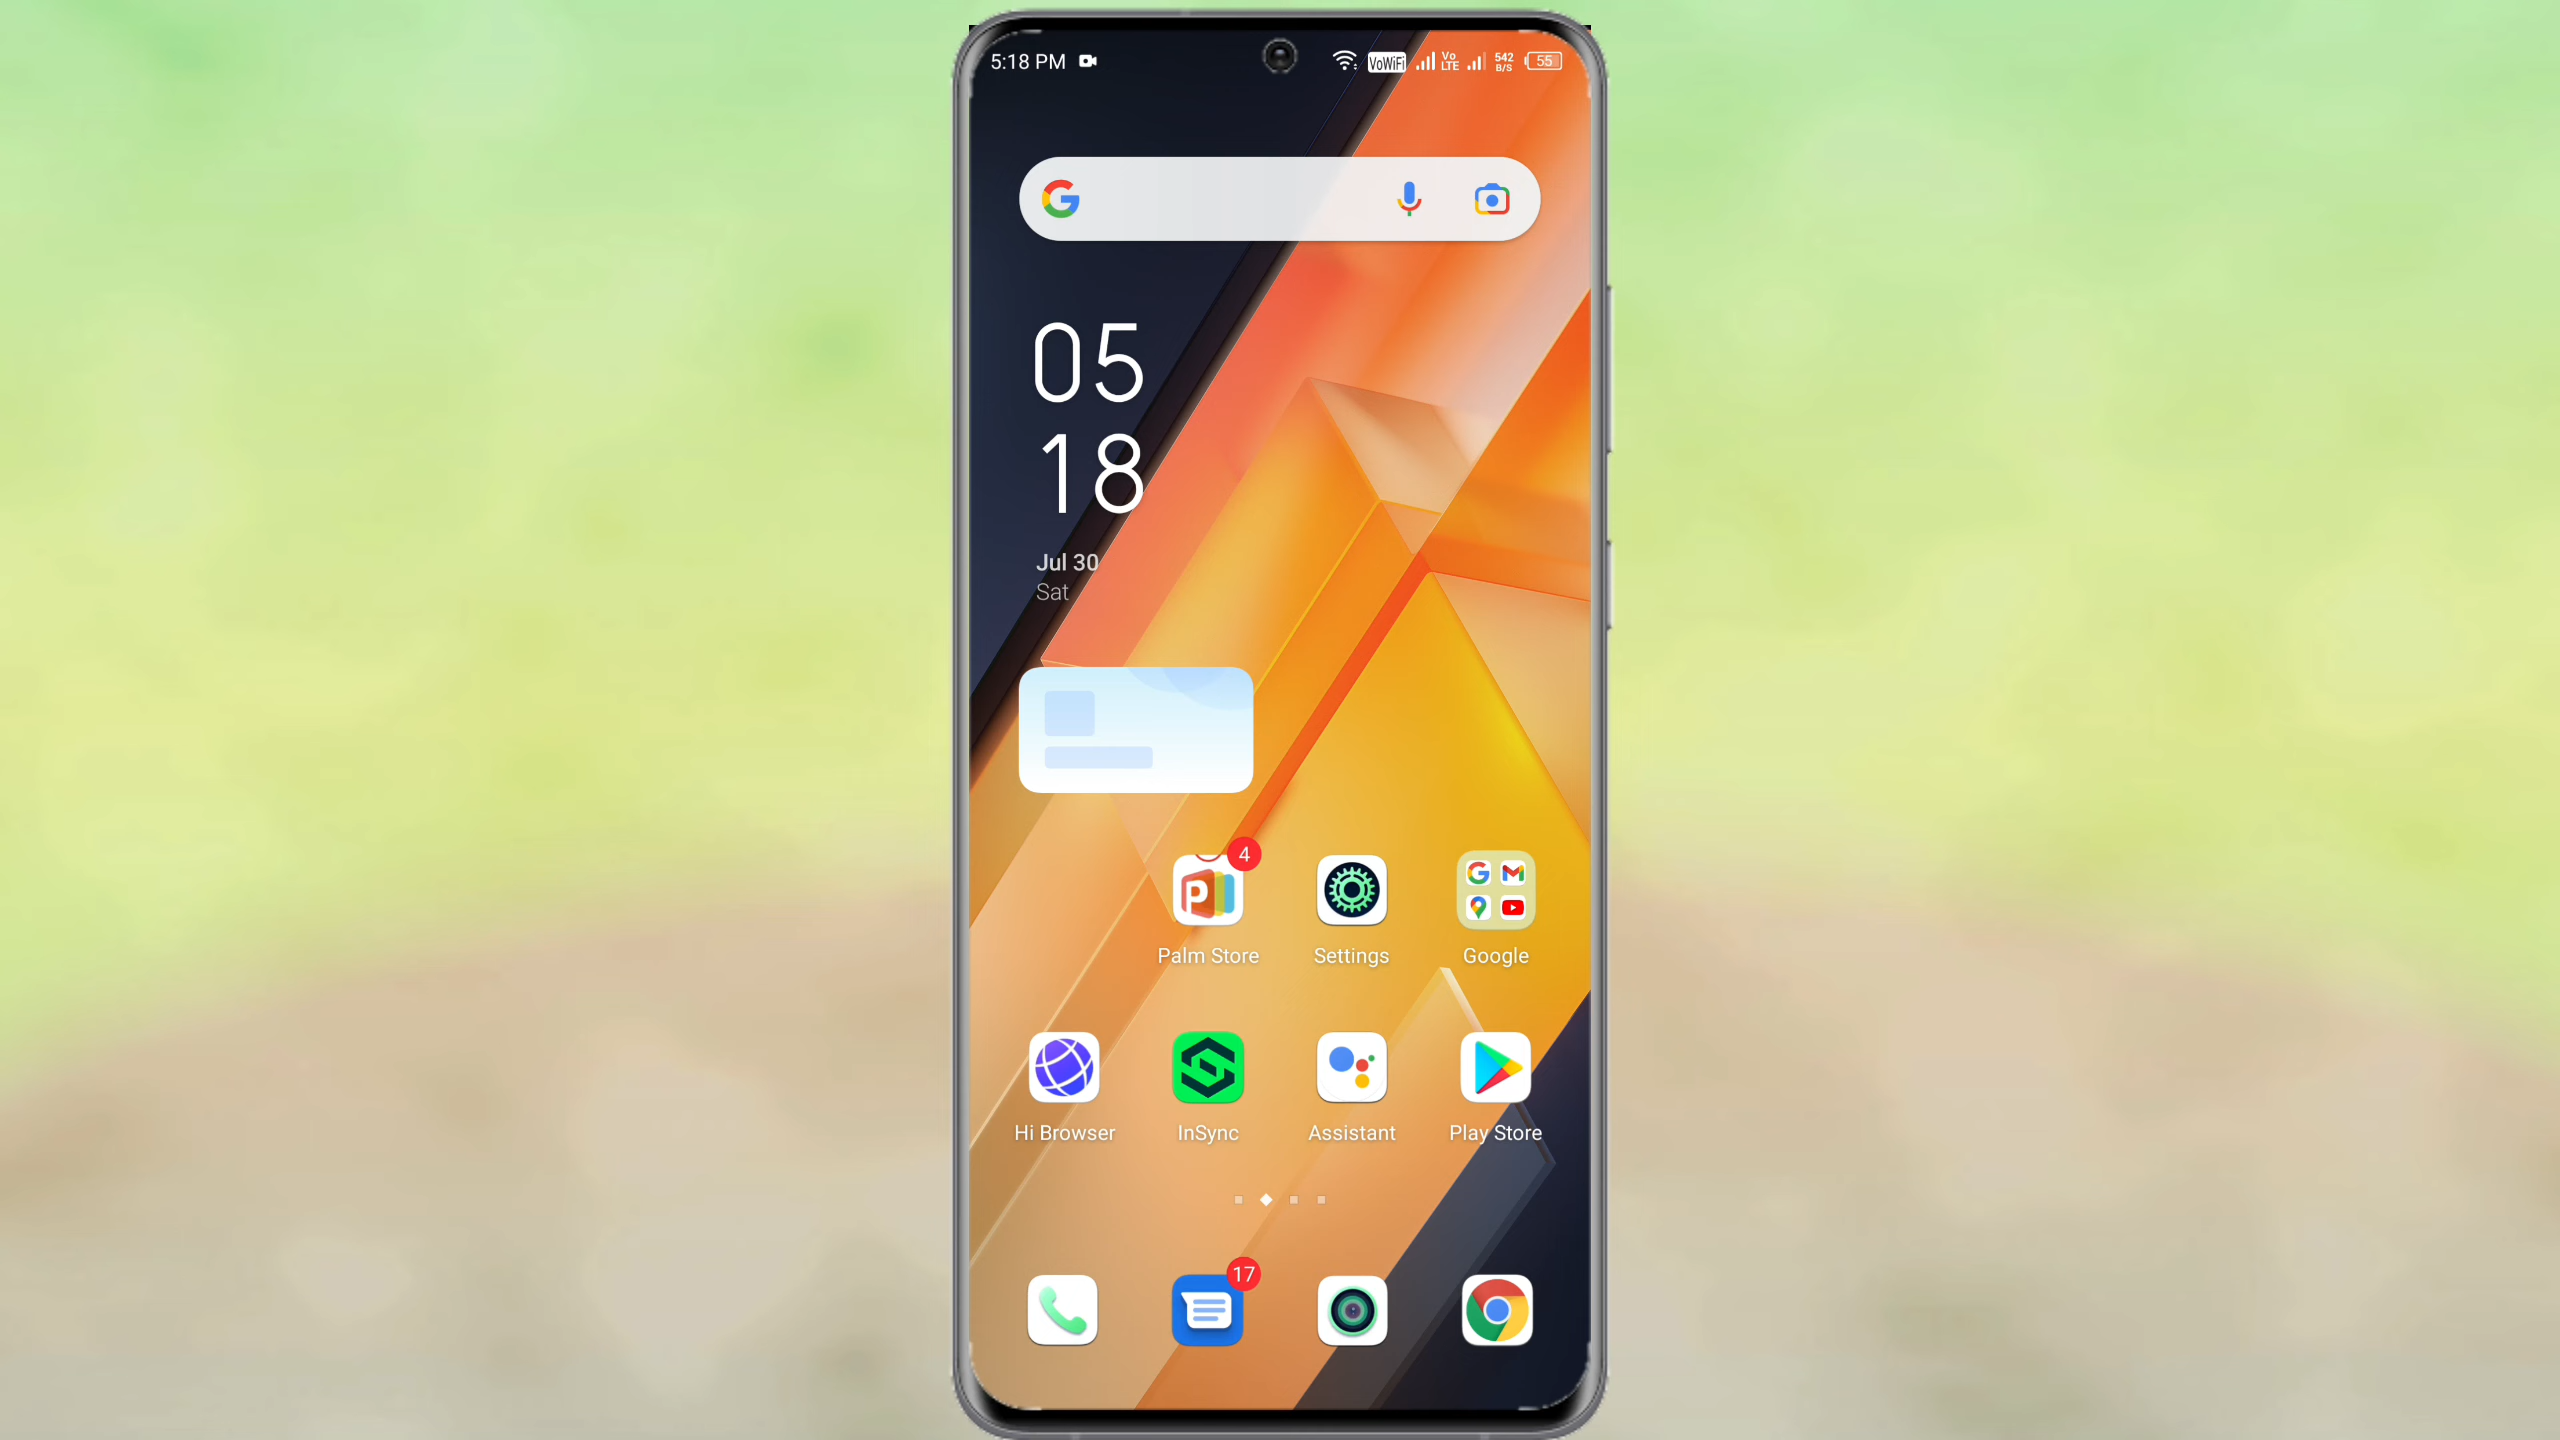 5:18 PM VoWiFi Vo LTE 542 B/S 55
05
18
Jul 30
Sat
4
Palm Store Settings Google
Hi Browser InSync Assistant Play Store
17